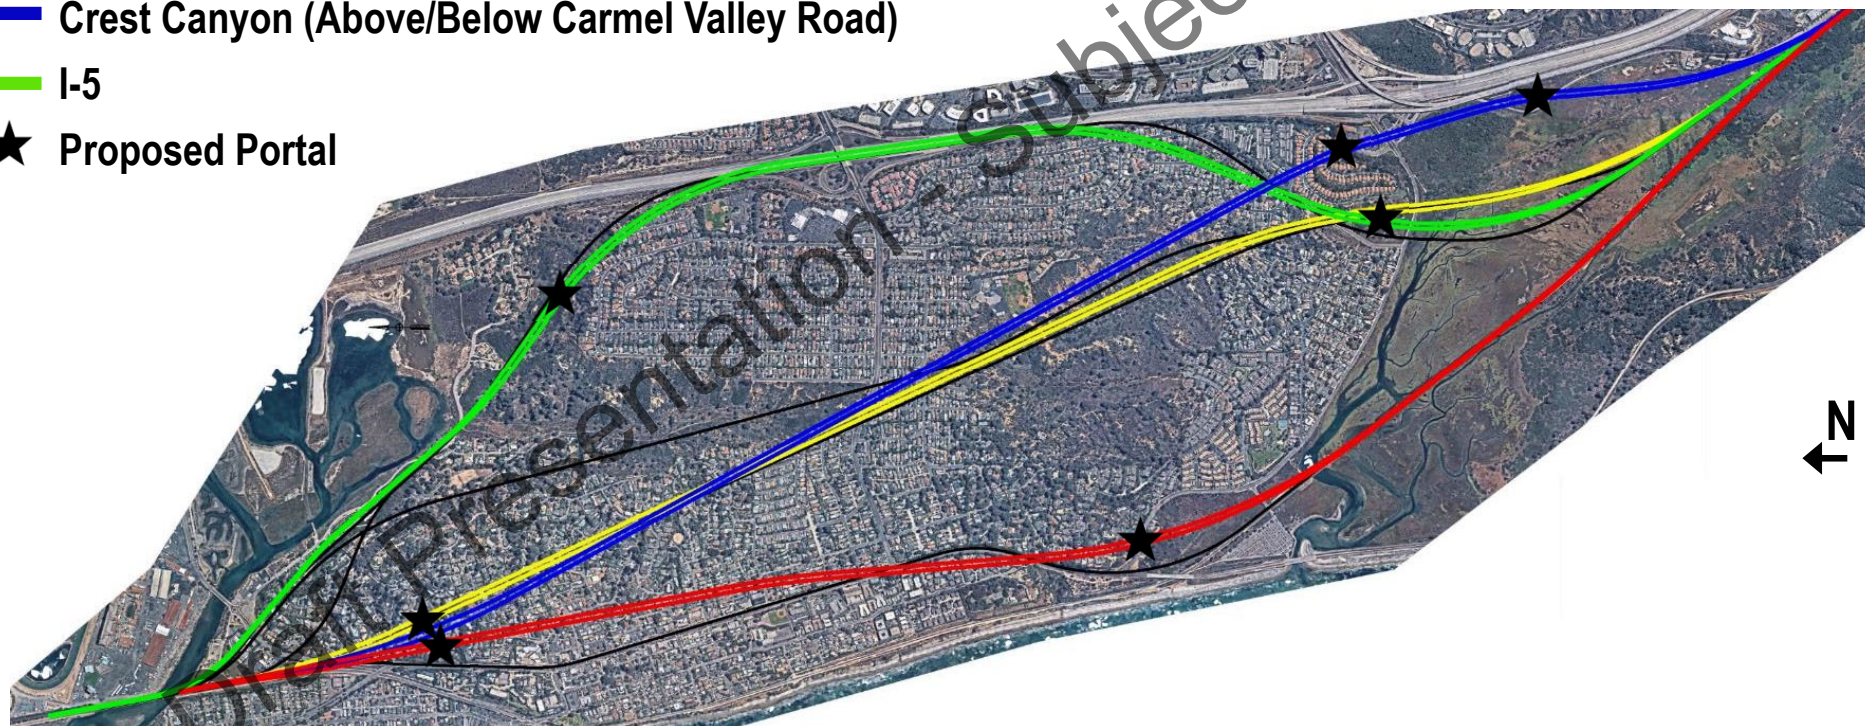 Crest Canyon (Above/Below Carmel Valley Road)
I-5
Proposed Portal
N
Draft Presentation - Subjec